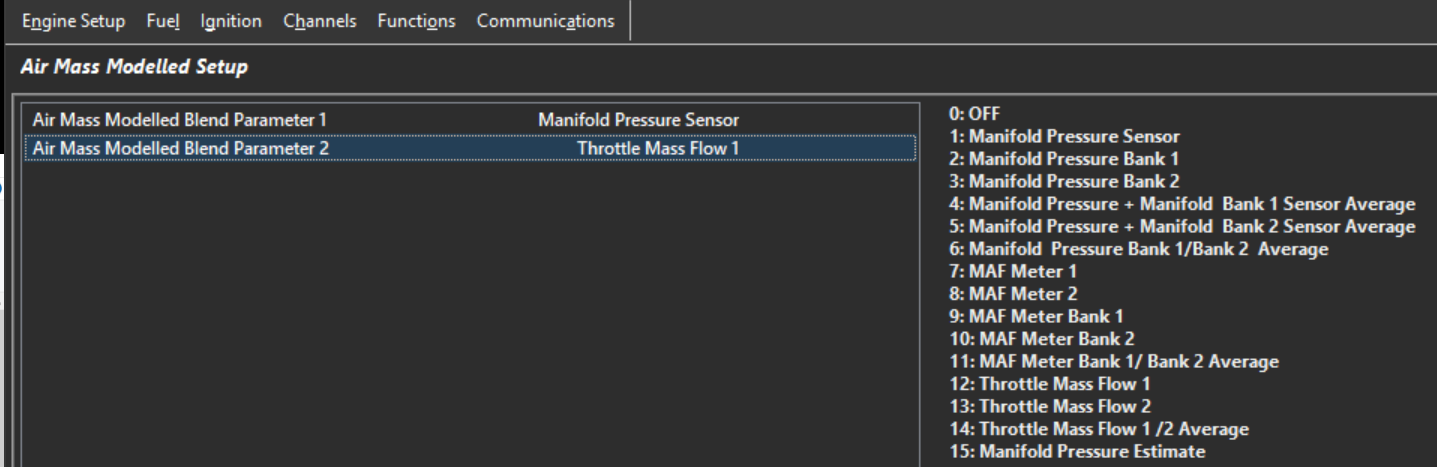 Engine Setup Fuel Ignition Channels Functions Communications
Air Mass Modelled Setup
Air Mass Modelled Blend Parameter 1 Manifold Pressure Sensor
Air Mass Modelled Blend Parameter 2 Throttle Mass Flow 1
0: OFF
1: Manifold Pressure Sensor
2: Manifold Pressure Bank 1
3: Manifold Pressure Bank 2
4: Manifold Pressure + Manifold  Bank 1 Sensor Average
5: Manifold Pressure + Manifold  Bank 2 Sensor Average
6: Manifold  Pressure Bank 1/Bank 2  Average
7: MAF Meter 1
8: MAF Meter 2
9: MAF Meter Bank 1
10: MAF Meter Bank 2
11: MAF Meter Bank 1/ Bank 2 Average
12: Throttle Mass Flow 1
13: Throttle Mass Flow 2
14: Throttle Mass Flow 1 /2 Average
15: Manifold Pressure Estimate